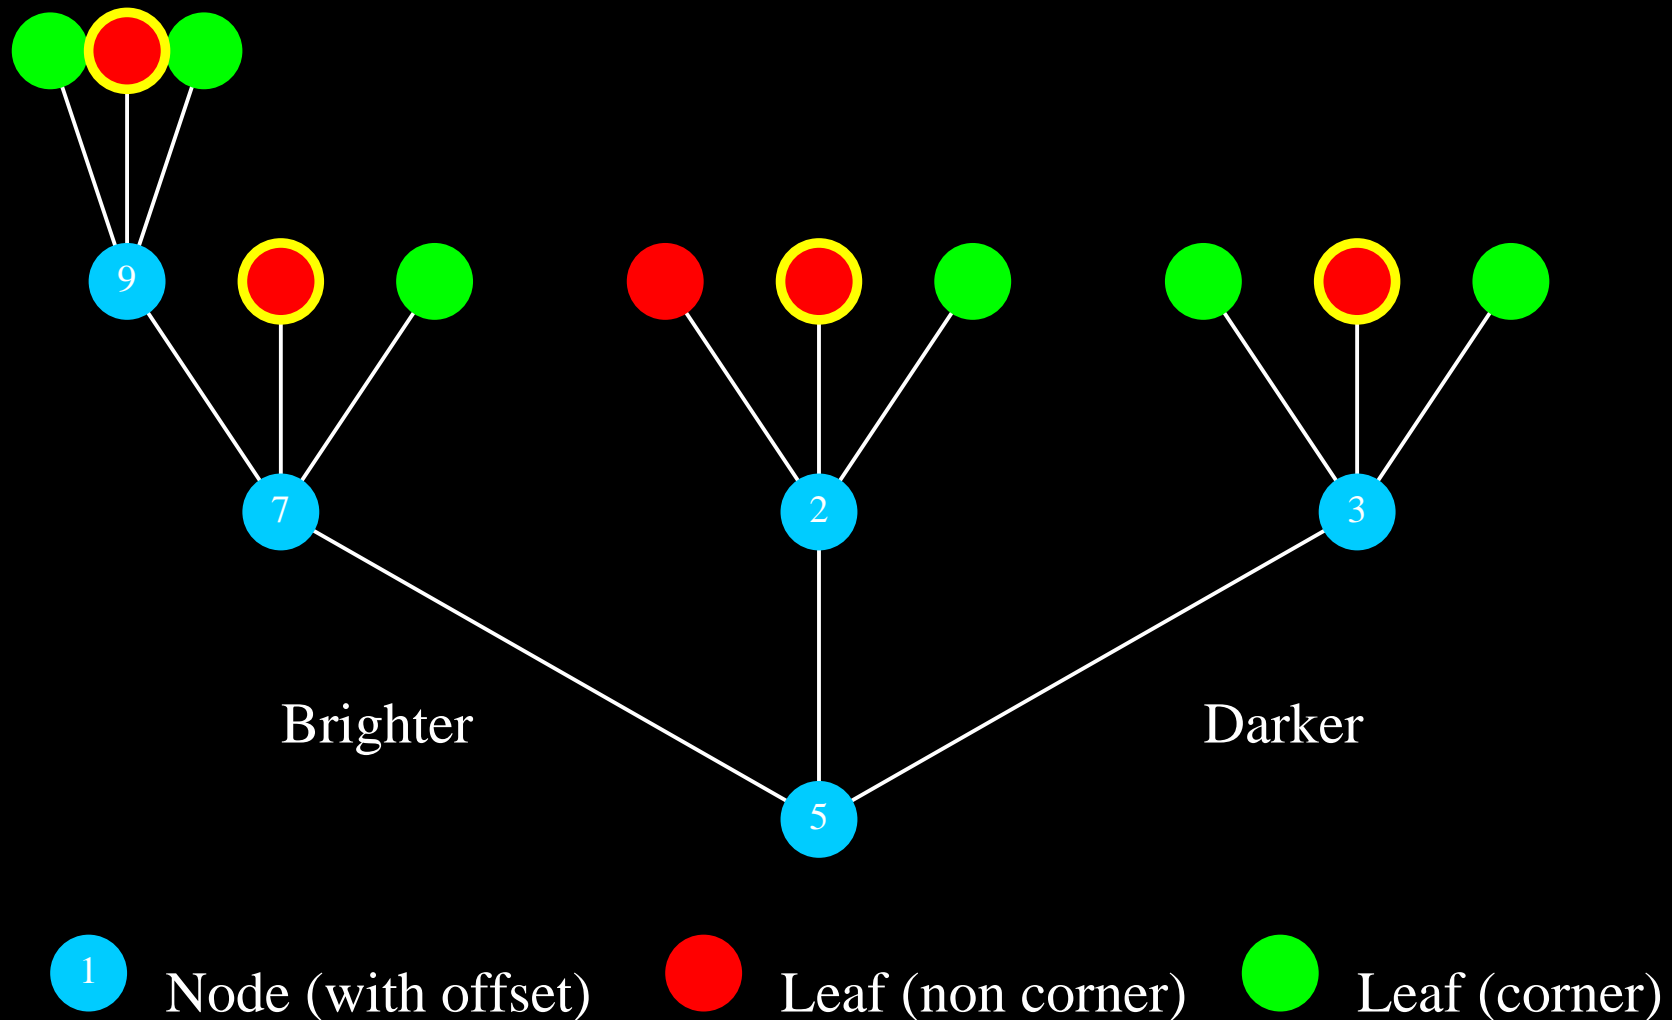 9
7
2
3
Brighter
Darker
5
1
Node (with offset)
Leaf (non corner)
Leaf (corner)